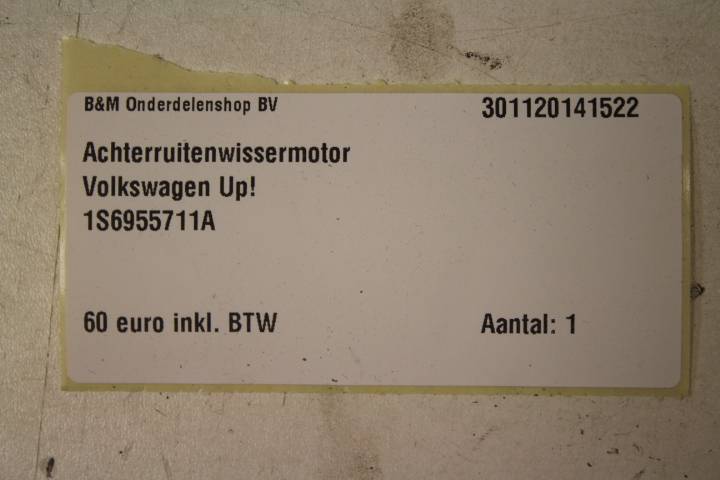 B&M Onderdelenshop BV 301120141522
Achterruitenwissermotor
Volkswagen Up!
1S6955711A
60 euro inkl. BTW Aantal: 1